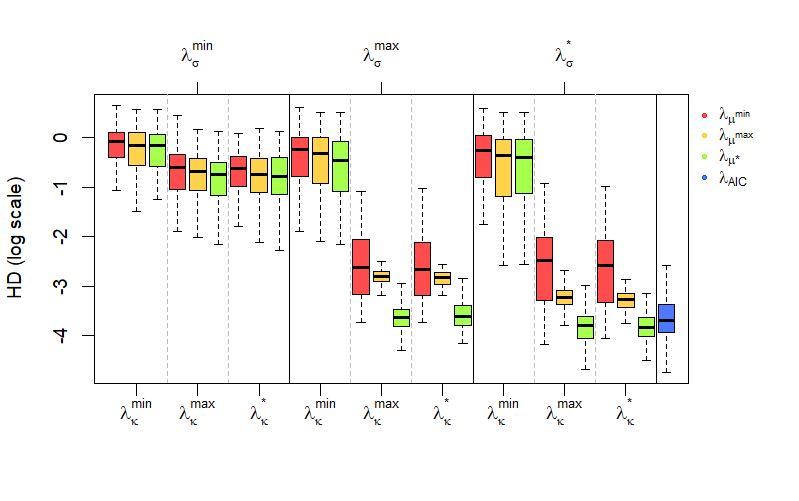 λσmin λσmax λσ*
λμmin
λμmax
λμ*
λAIC
HD (log scale)
0
-1
-2
-3
-4
λκmin λκmax λκ* λκmin λκmax λκ* λκmin λκmax λκ*